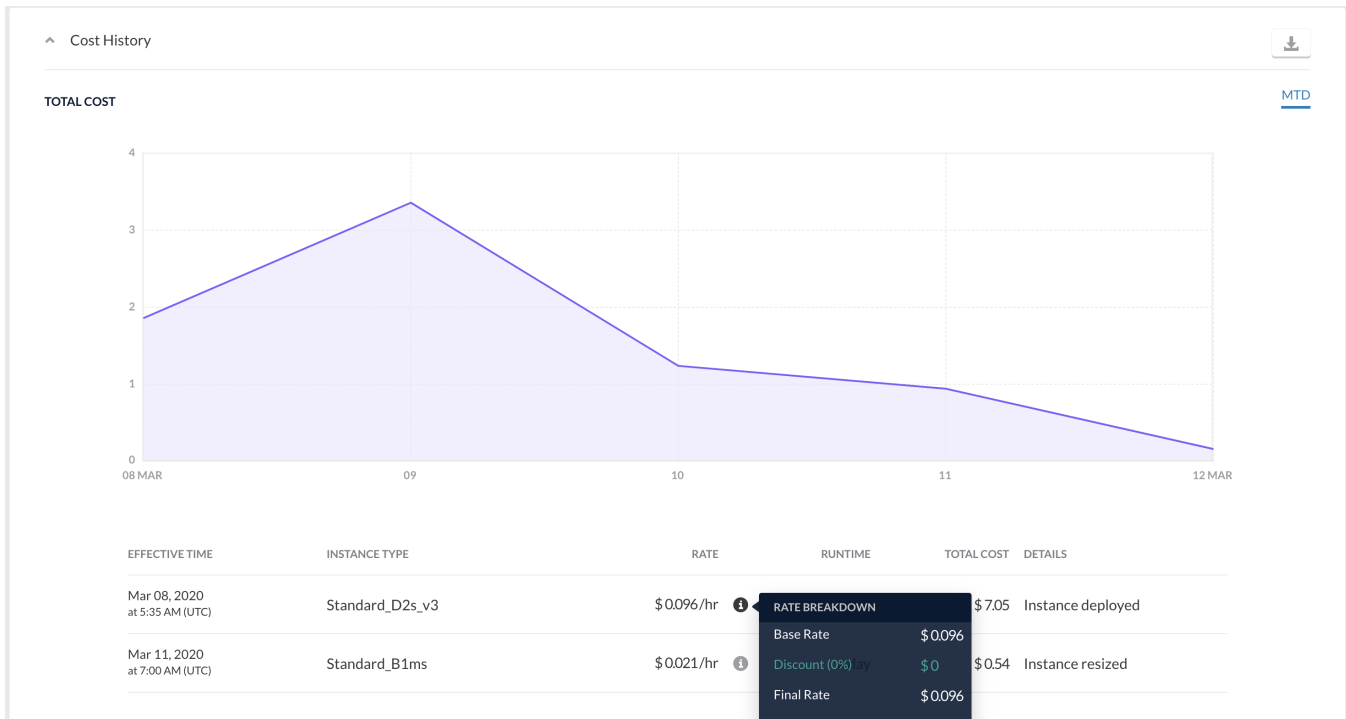 Cost History
TOTAL COST
MTD
4
3
2
1
0
08 MAR 09 10 11 12 MAR
EFFECTIVE TIME INSTANCE TYPE RATE RUNTIME TOTAL COST DETAILS
Mar 08, 2020
at 5:35 AM (UTC)
Standard_D2s_v3 $0.096/hr $7.05 Instance deployed
RATE BREAKDOWN
Base Rate $0.096
Discount (0%) $0
Final Rate $0.096
Mar 11, 2020
at 7:00 AM (UTC)
Standard_B1ms $0.021/hr $0.54 Instance resized